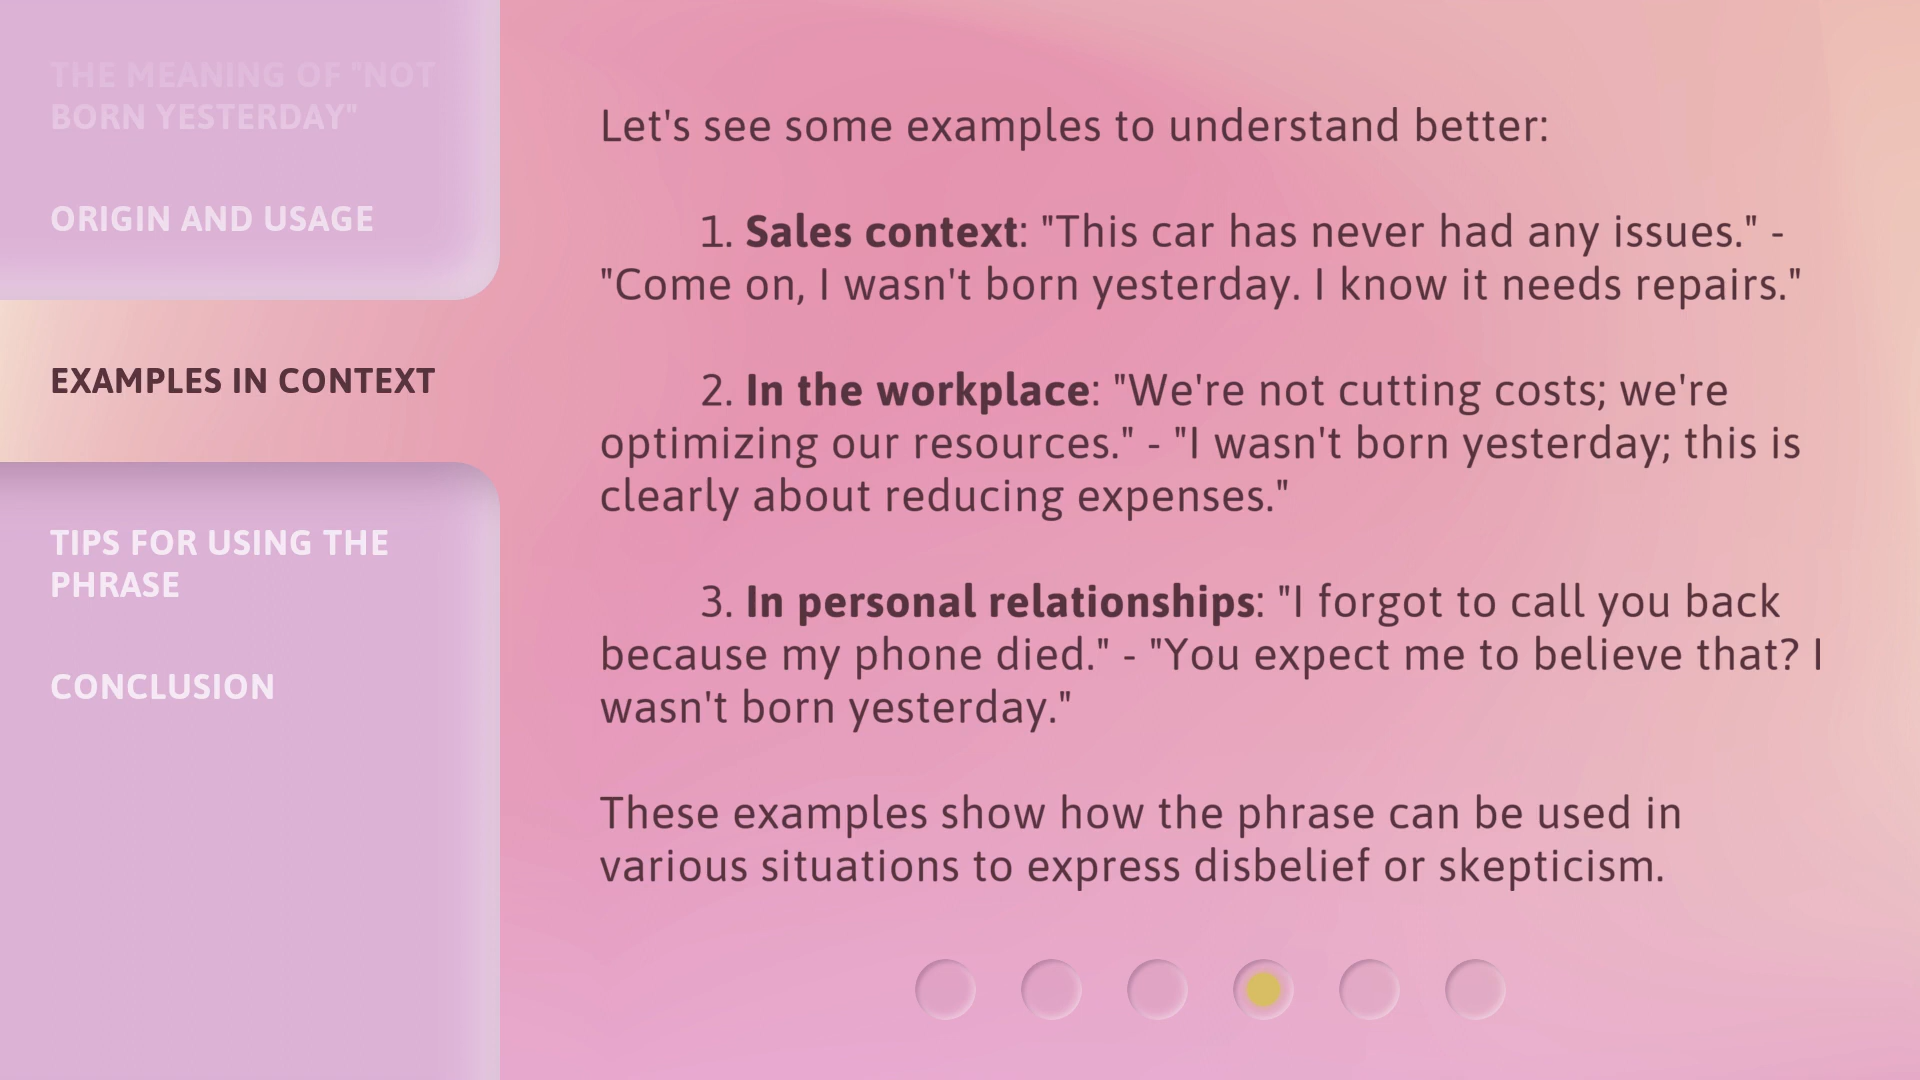 THE MEANING OF "NOT
BORN YESTERDAY"
ORIGIN AND USAGE
EXAMPLES IN CONTEXT
TIPS FOR USING THE
PHRASE
CONCLUSION
Let's see some examples to understand better:
1. Sales context: "This car has never had any issues." -
"Come on, I wasn't born yesterday. I know it needs repairs."
2. In the workplace: "We're not cutting costs; we're
optimizing our resources." - "I wasn't born yesterday; this is
clearly about reducing expenses."
3. In personal relationships: "I forgot to call you back
because my phone died." - "You expect me to believe that? I
wasn't born yesterday."
These examples show how the phrase can be used in
various situations to express disbelief or skepticism.